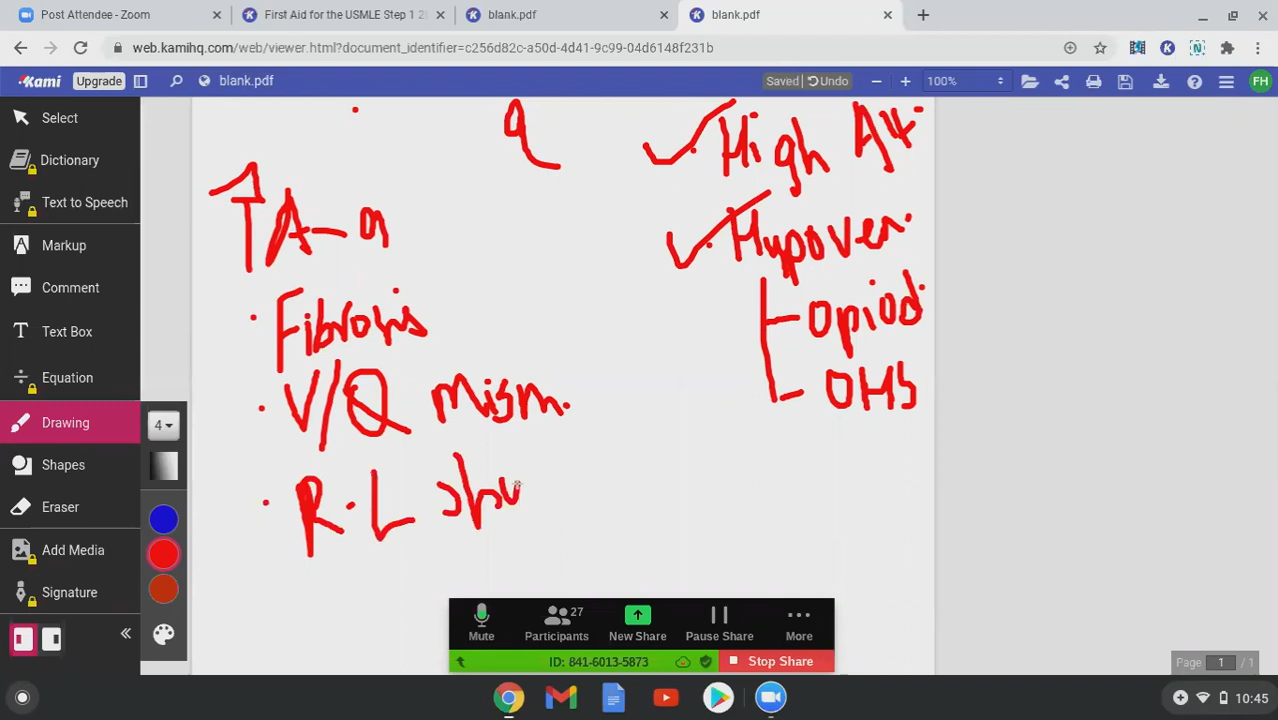 Post Attendee - Zoom
First Aid for the USMLE Step 1 2
blank.pdf
blank.pdf
web.kamihq.com/web/viewer.html?document_identifier=c256d82c-a50d-4d41-9c99-04d6148f231b
Kami
Upgrade
blank.pdf
Saved
Undo
100%
FH
Select
Dictionary
Text to Speech
Markup
Comment
Text Box
Equation
Drawing
4
Shapes
Eraser
Add Media
Signature
High Alt.
↑ A-a
Hypoven.
Fibrosis
opiod
V/Q mism.
OHS
R.L shu
Mute
27
Participants
New Share
Pause Share
More
ID: 841-6013-5873
Stop Share
Page 1 / 1
10:45